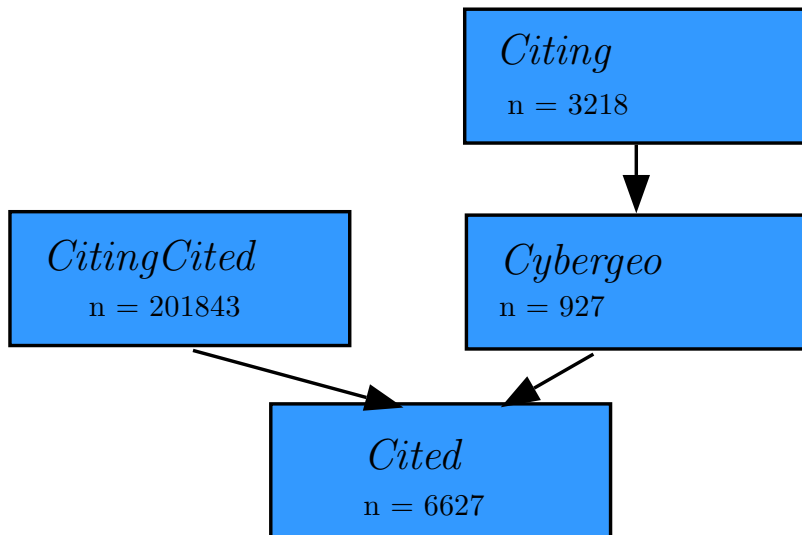 Citing
n = 3218
CitingCited
n = 201843
Cybergeo
n = 927
Cited
n = 6627